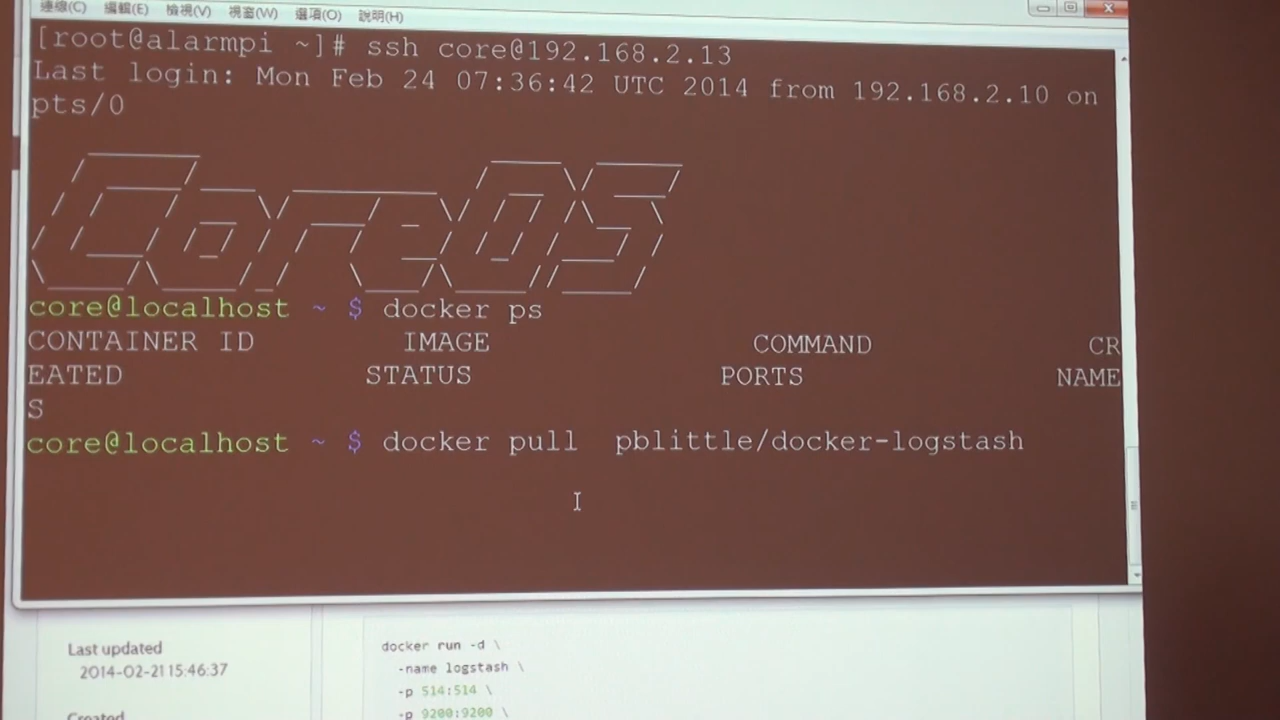 連線(C) 編輯(E) 檢視(V) 視窗(W) 選項(O) 說明(H)
[root@alarmpi ~]# ssh core@192.168.2.13
Last login: Mon Feb 24 07:36:42 UTC 2014 from 192.168.2.10 on
pts/0
CoreOS
core@localhost ~ $ docker ps
CONTAINER ID IMAGE COMMAND CR
EATED STATUS PORTS NAME
S
core@localhost ~ $ docker pull  pblittle/docker-logstash
Last updated
2014-02-21 15:46:37
Created
docker run -d \
-name logstash \
-p 514:514 \
-p 9200:9200 \